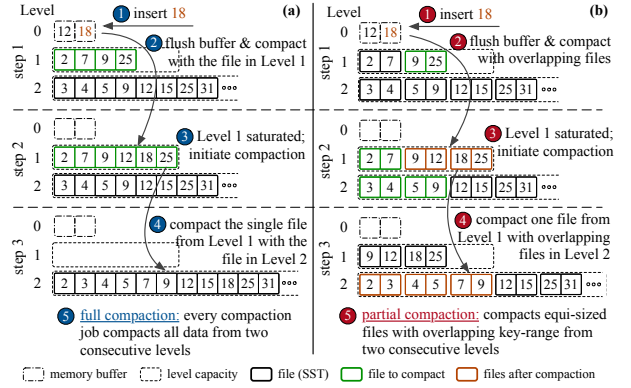 Level
1 insert 18
(a)
step 1
0 12 18
2 flush buffer & compact
with the file in Level 1
1 2 7 9 25
2 3 4 5 9 12 15 25 31 ooo
step 2
0
3 Level 1 saturated;
initiate compaction
1 2 7 9 12 18 25
2 3 4 5 9 12 15 25 31 ooo
step 3
0
4 compact the single file
from Level 1 with the
file in Level 2
1
2 2 3 4 5 7 9 12 15 18 25 31 ooo
5 full compaction: every compaction
job compacts all data from two
consecutive levels
Level
1 insert 18
(b)
step 1
0 12 18
2 flush buffer & compact
with overlapping files
1 2 7 9 25
2 3 4 5 9 12 15 25 31 ooo
step 2
0
3 Level 1 saturated;
initiate compaction
1 2 7 9 12 18 25
2 3 4 5 9 12 15 25 31 ooo
step 3
0
4 compact one file from
Level 1 with overlapping
files in Level 2
1 9 12 18 25
2 2 3 4 5 7 9 12 15 25 31 ooo
5 partial compaction: compacts equi-sized
files with overlapping key-range from
two consecutive levels
memory buffer level capacity file (SST) file to compact files after compaction